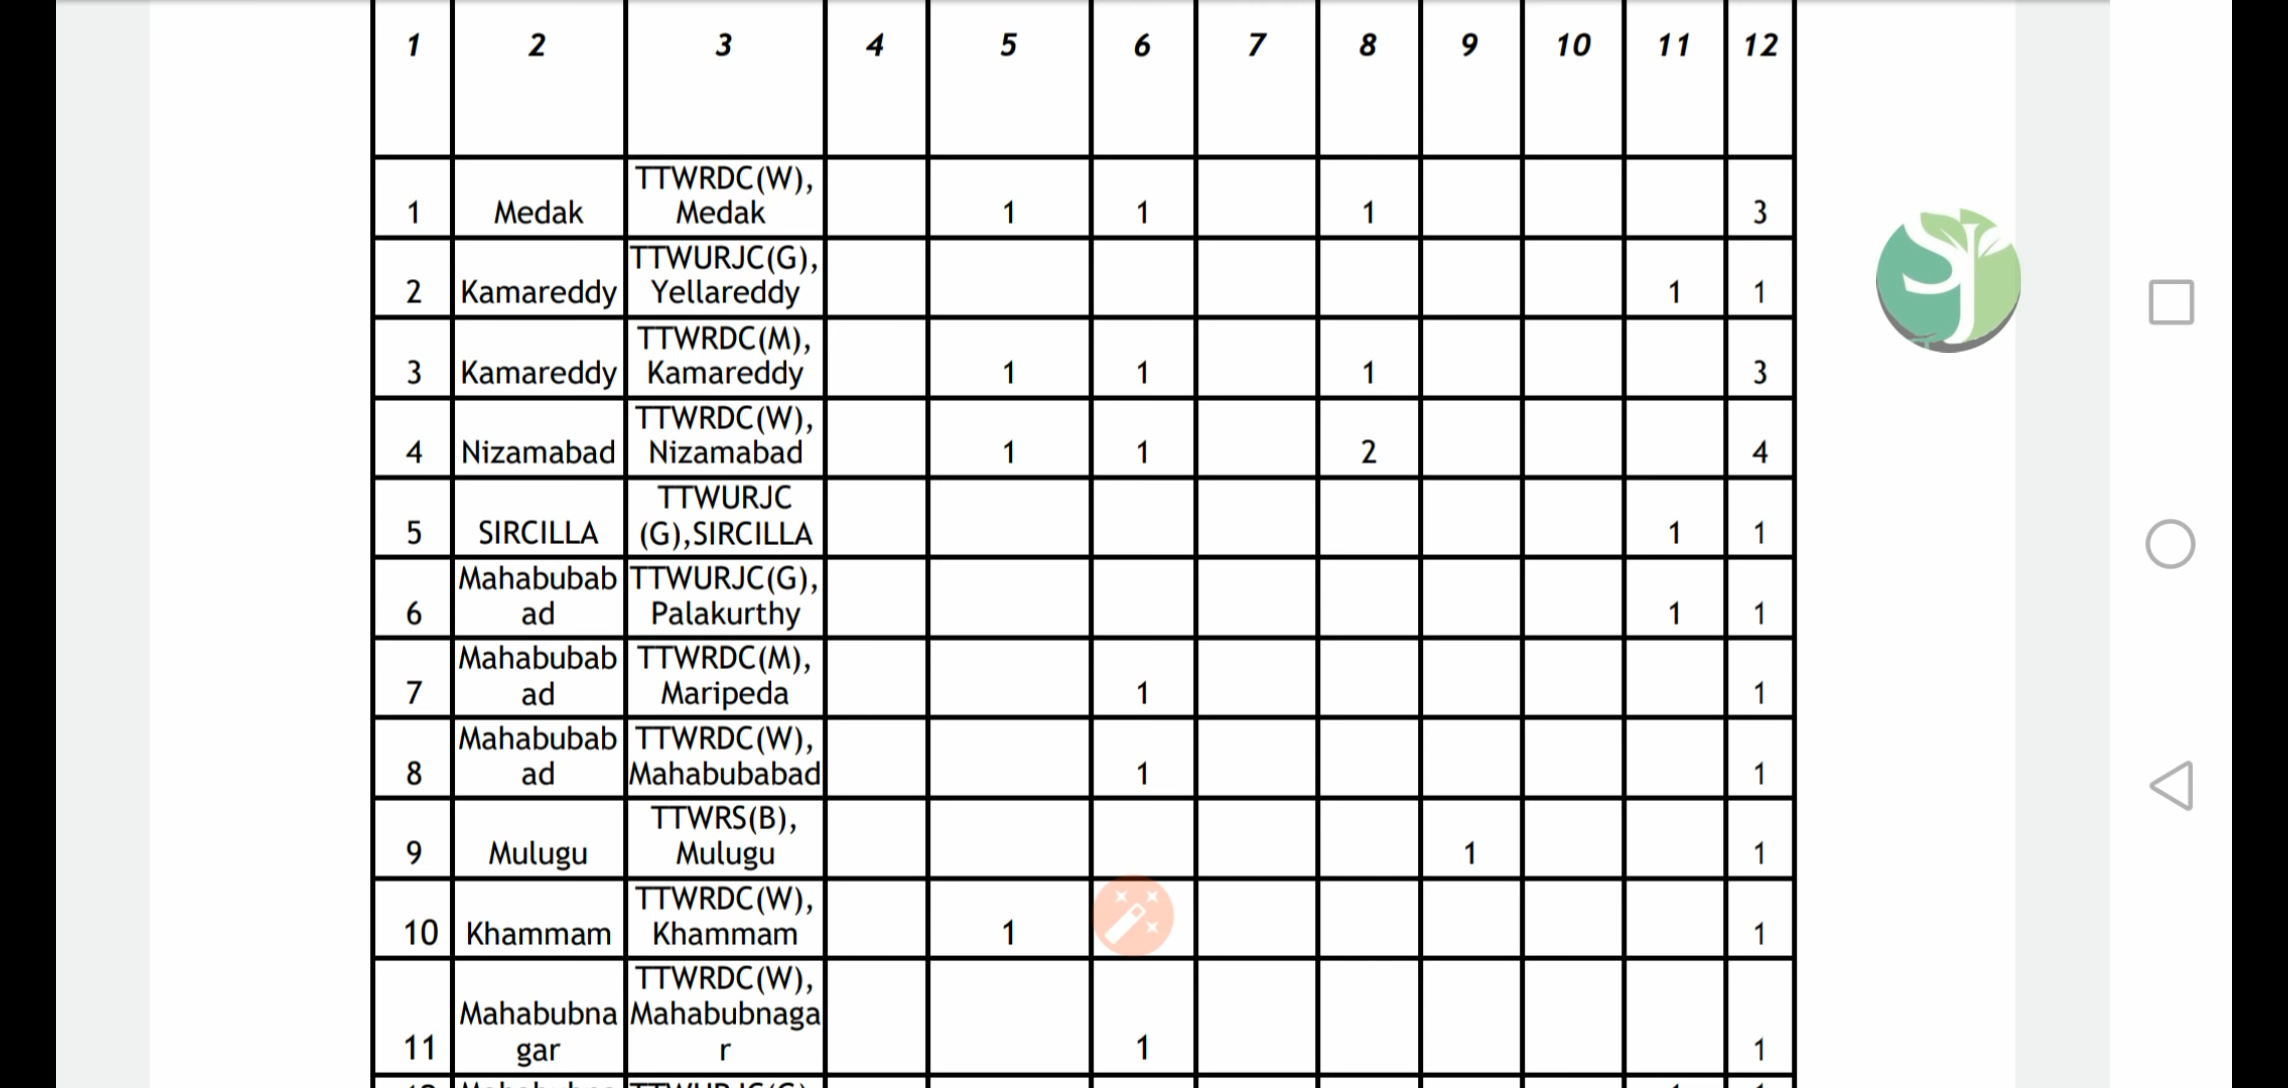 1 2 3 4 5 6 7 8 9 10 11 12
TTWRDC(W),
1 Medak Medak 1 1 1 3
TTWURJC(G),
2 Kamareddy Yellareddy 1 1
TTWRDC(M),
3 Kamareddy Kamareddy 1 1 1 3
TTWRDC(W),
4 Nizamabad Nizamabad 1 1 2 4
TTWURJC
5 SIRCILLA (G),SIRCILLA 1 1
Mahabubab TTWURJC(G),
6 ad Palakurthy 1 1
Mahabubab TTWRDC(M),
7 ad Maripeda 1 1
Mahabubab TTWRDC(W),
8 ad Mahabubabad 1 1
TTWRS(B),
9 Mulugu Mulugu 1 1
TTWRDC(W),
10 Khammam Khammam 1 1
TTWRDC(W),
Mahabubna Mahabubnaga
11 gar r 1 1